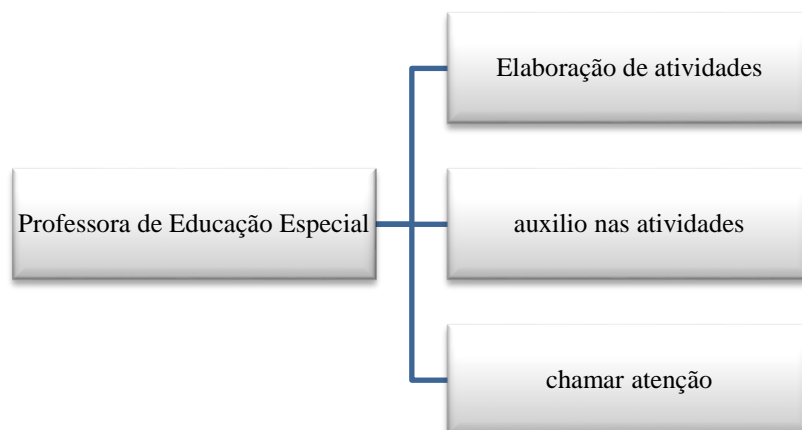 Elaboração de atividades
Professora de Educação Especial
auxilio nas atividades
chamar atenção